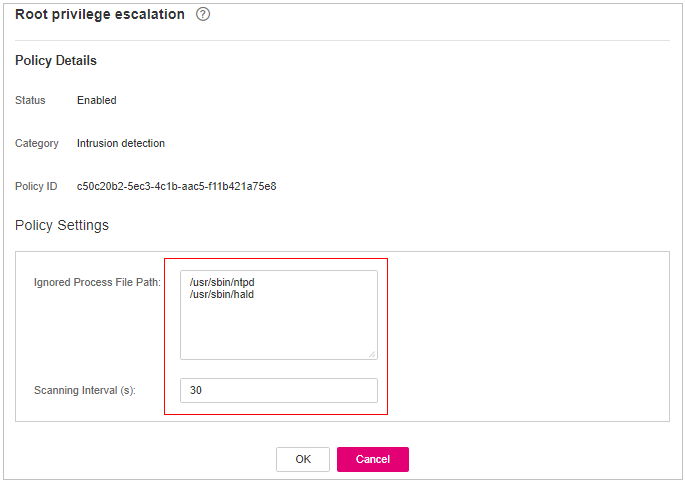 Root privilege escalation ?
Policy Details
Status Enabled
Category Intrusion detection
Policy ID c50c20b2-5ec3-4c1b-aac5-f11b421a75e8
Policy Settings
Ignored Process File Path: /usr/sbin/ntpd
/usr/sbin/hald
Scanning Interval (s): 30
OK Cancel